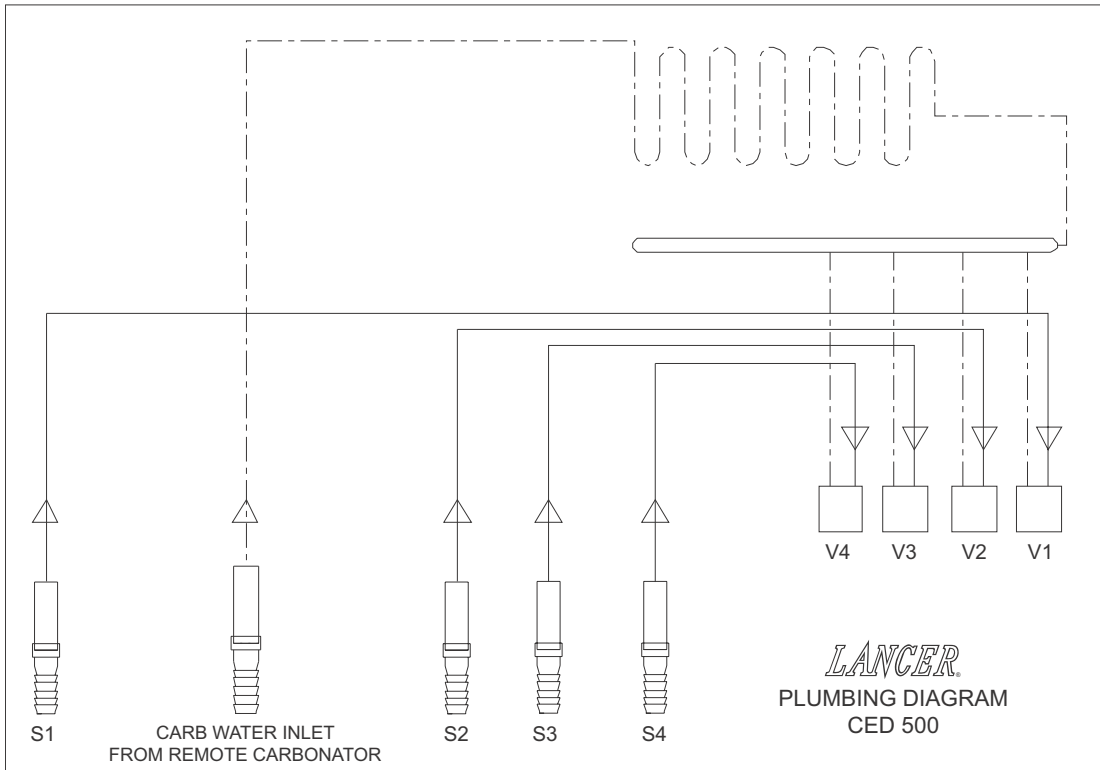 V4
V3
V2
V1
S1
CARB WATER INLET
FROM REMOTE CARBONATOR
S2
S3
S4
LANCER®
PLUMBING DIAGRAM
CED 500